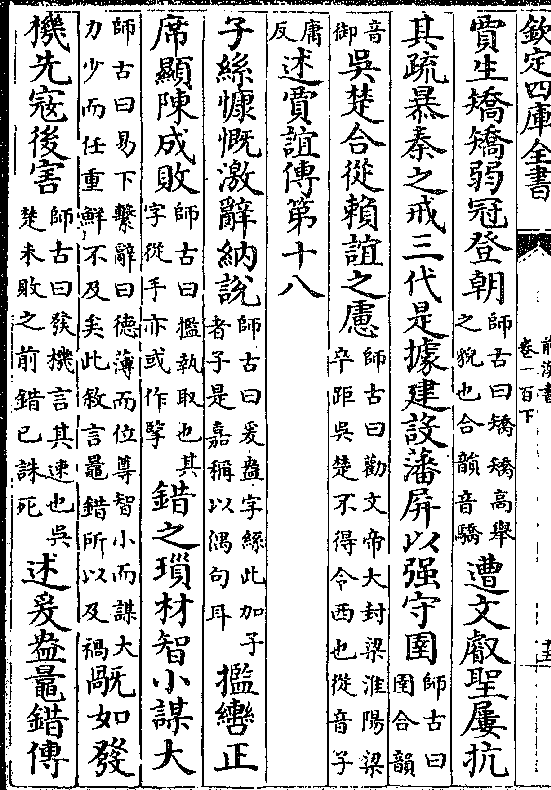 欽定四庫全書
前漢書
卷一百下
賈生矯矯弱冠登朝師古曰矯矯高舉之貌也合韻音驕遭文叡聖屢抗
其疏暴秦之戒三代是據建設藩屏以强守圉師古曰圉合韻
音御吳楚合從賴誼之慮師古曰勸文帝大封梁淮陽梁卒距吳楚不得令西也從音子
庸反述賈誼傳第十八
子絲慷慨激辭納說師古曰爰盎字絲此加子者子是嘉稱以偶句耳㩜轡正
席顯陳成敗師古曰㩜執取也其字從手亦或作擥錯之瑣材智小謀大
師古曰易下繫辭曰德薄而位尊智小而謀大力少而任重鮮不及矣此敘言鼂錯所以及禍旤如發
機先寇後害師古曰發機言其速也吳楚未敗之前錯已誅死述爰盎鼂錯傳